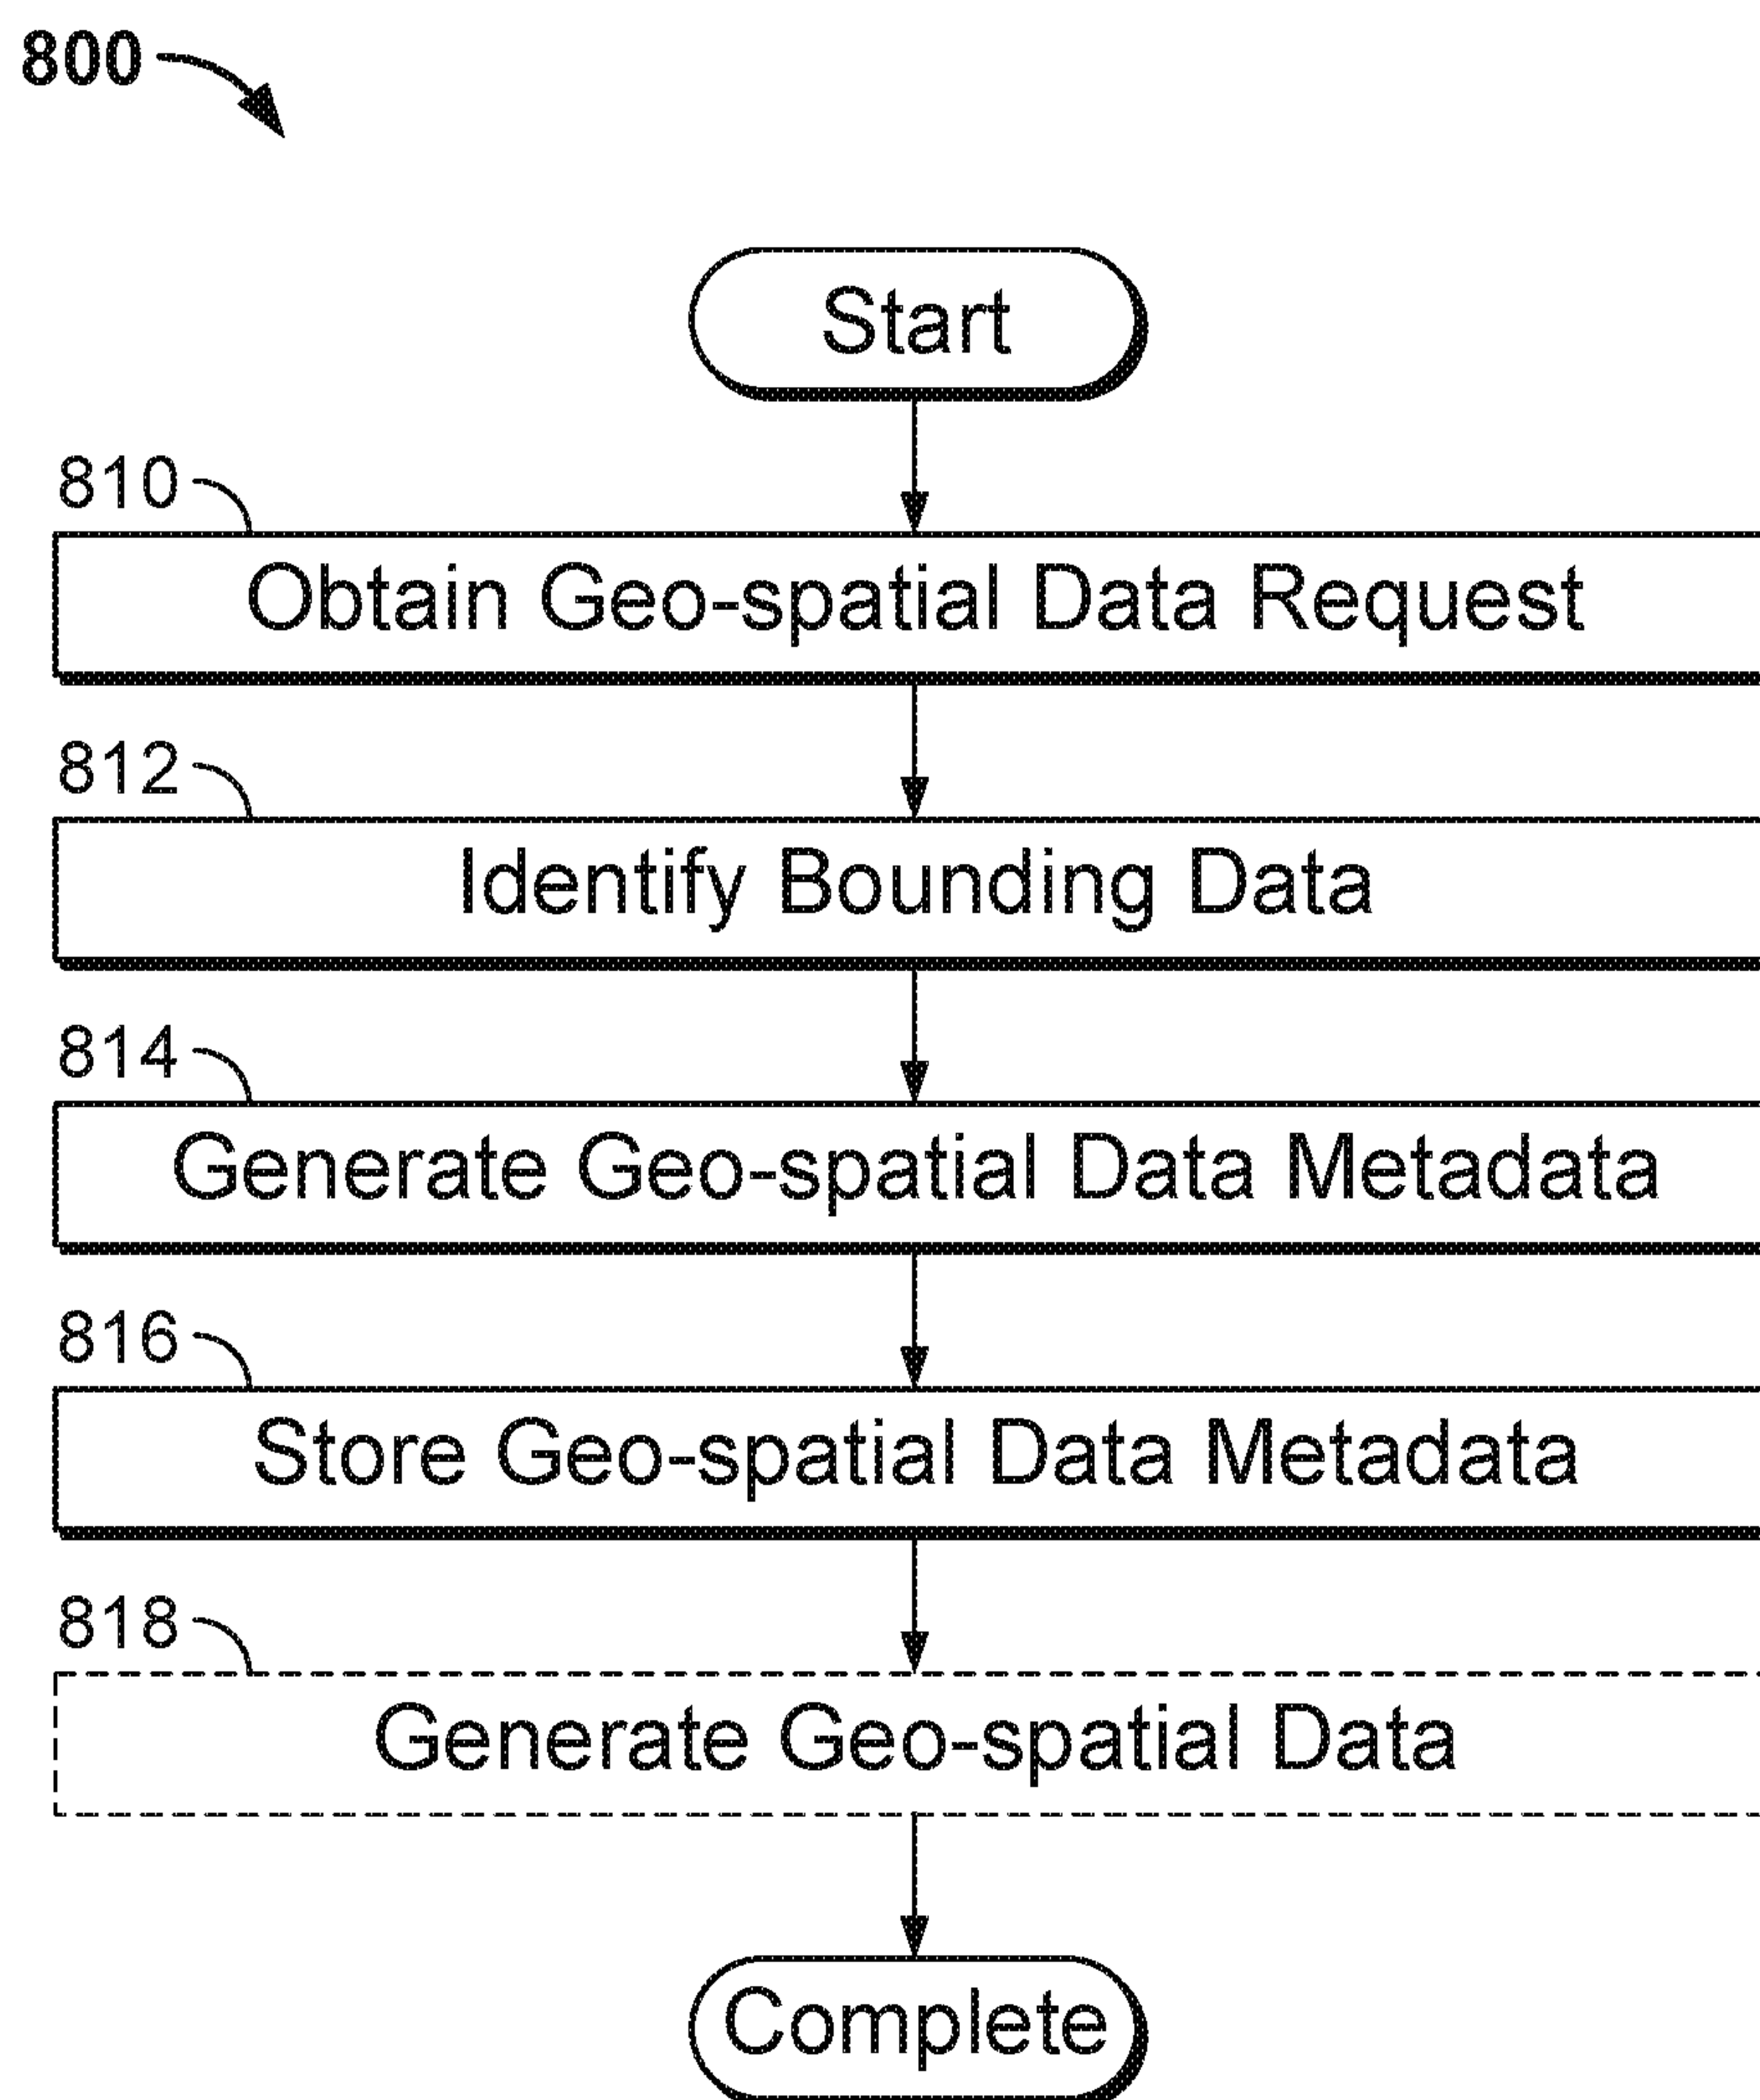 800
Start
810
Obtain Geo-spatial Data Request
812
Identify Bounding Data
814
Generate Geo-spatial Data Metadata
816
Store Geo-spatial Data Metadata
818
Generate Geo-spatial Data
Complete